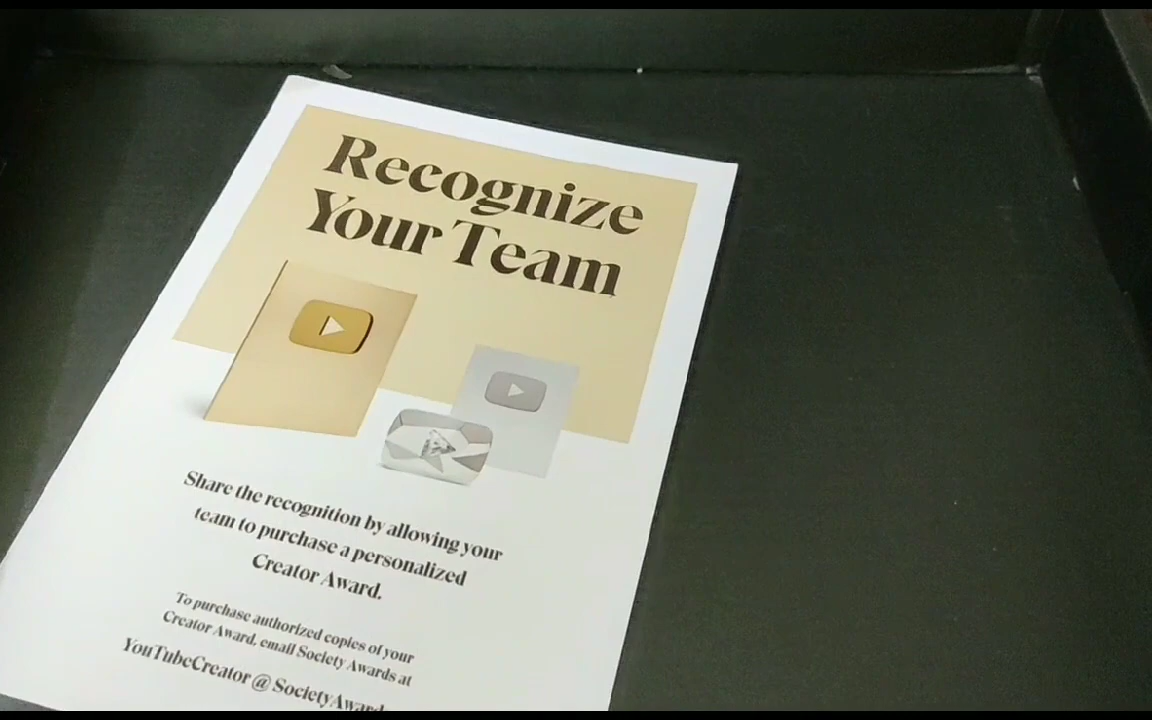 Recognize
Your Team
Share the recognition by allowing your
team to purchase a personalized
Creator Award.
To purchase authorized copies of your
Creator Award, email Society Awards at
YouTubeCreator @ SocietyAward